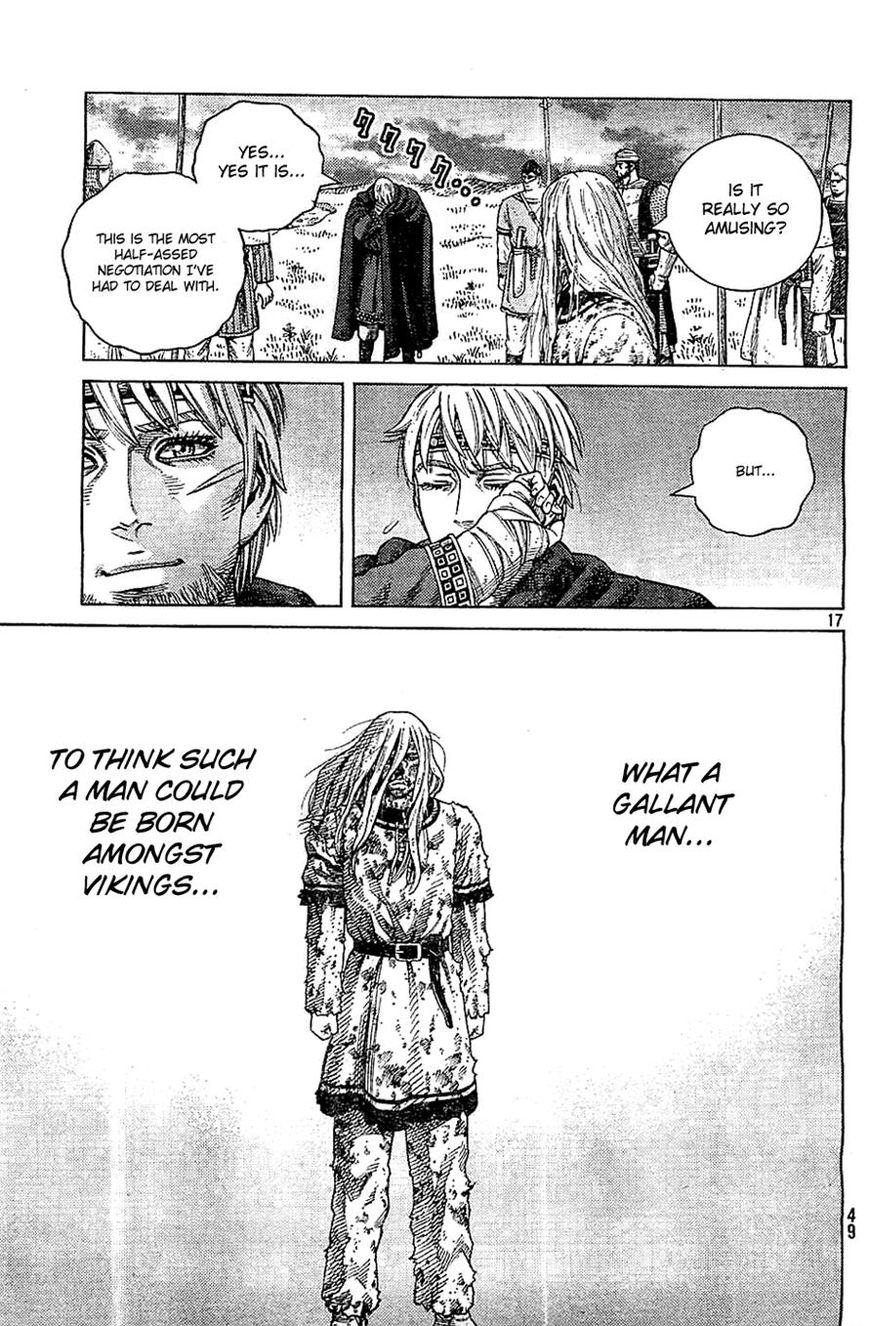 IS IT
REALLY SO
AMUSING?
クククク...
YES...
YES IT IS...
THIS IS THE MOST
HALF-ASSED
NEGOTIATION I'VE
HAD TO DEAL WITH.
BUT...
17
WHAT A
GALLANT
MAN...
TO THINK SUCH
A MAN COULD
BE BORN
AMONGST
VIKINGS...
49